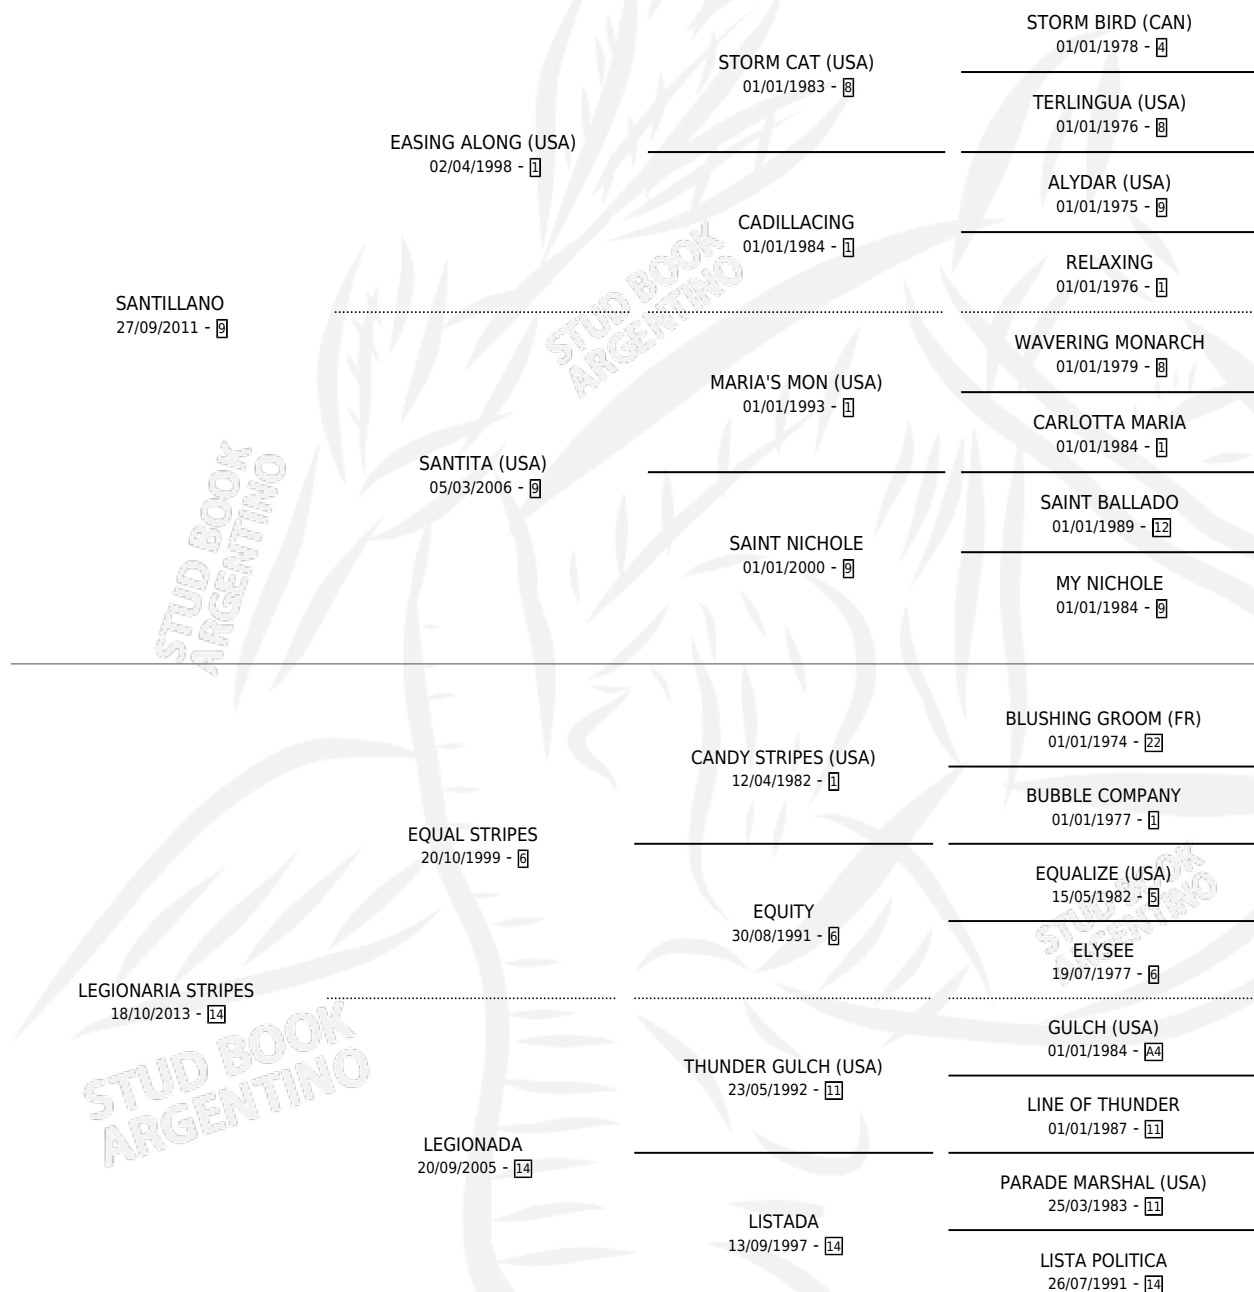 STORM BIRD (CAN)
01/01/1978 - 4
STORM CAT (USA)
01/01/1983 - 8
TERLINGUA (USA)
01/01/1976 - 8
EASING ALONG (USA)
02/04/1998 - 1
ALYDAR (USA)
01/01/1975 - 9
CADILLACING
01/01/1984 - 1
RELAXING
01/01/1976 - 1
SANTILLANO
27/09/2011 - 9
WAVERING MONARCH
01/01/1979 - 8
MARIA'S MON (USA)
01/01/1993 - 1
CARLOTTA MARIA
01/01/1984 - 1
SANTITA (USA)
05/03/2006 - 9
SAINT BALLADO
01/01/1989 - 12
SAINT NICHOLE
01/01/2000 - 9
MY NICHOLE
01/01/1984 - 9
BLUSHING GROOM (FR)
01/01/1974 - 22
CANDY STRIPES (USA)
12/04/1982 - 1
BUBBLE COMPANY
01/01/1977 - 1
EQUAL STRIPES
20/10/1999 - 6
EQUALIZE (USA)
15/05/1982 - 5
EQUITY
30/08/1991 - 6
ELYSEE
19/07/1977 - 6
LEGIONARIA STRIPES
18/10/2013 - 14
GULCH (USA)
01/01/1984 - A4
THUNDER GULCH (USA)
23/05/1992 - 11
LINE OF THUNDER
01/01/1987 - 11
LEGIONADA
20/09/2005 - 14
PARADE MARSHAL (USA)
25/03/1983 - 11
LISTADA
13/09/1997 - 14
LISTA POLITICA
26/07/1991 - 14
STUD BOOK
ARGENTINO
STUD BOOK
ARGENTINO
STUD BOOK
ARGENTINO
STUD BOOK
ARGENTINO